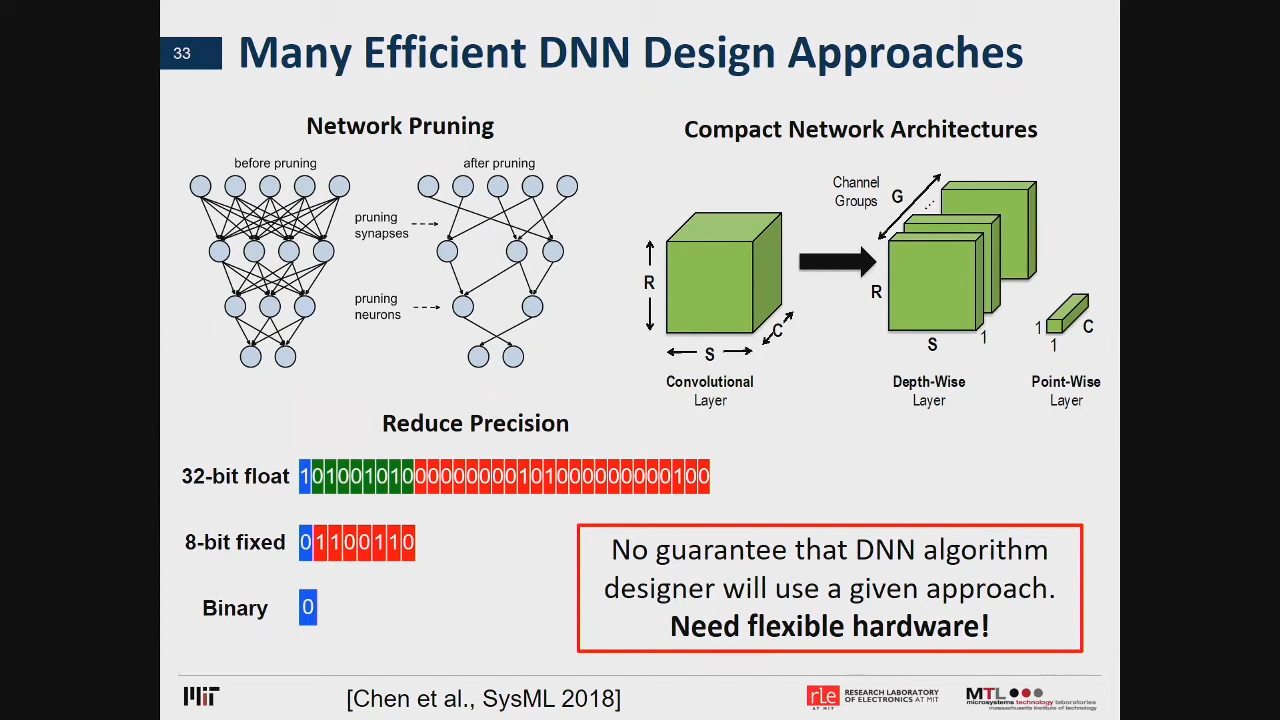 33
Many Efficient DNN Design Approaches
Network Pruning
before pruning
after pruning
pruning
synapses
pruning
neurons
Compact Network Architectures
Channel
Groups
G
R
S
C
Convolutional
Layer
R
S
1
Depth-Wise
Layer
1
1
C
Point-Wise
Layer
Reduce Precision
32-bit float 10100101000000000101000000000100
8-bit fixed 01100110
Binary 0
No guarantee that DNN algorithm
designer will use a given approach.
Need flexible hardware!
MIT
[Chen et al., SysML 2018]
rle
AT MIT
RESEARCH LABORATORY
OF ELECTRONICS AT MIT
MTL
microsystems technology laboratories
massachusetts institute of technology